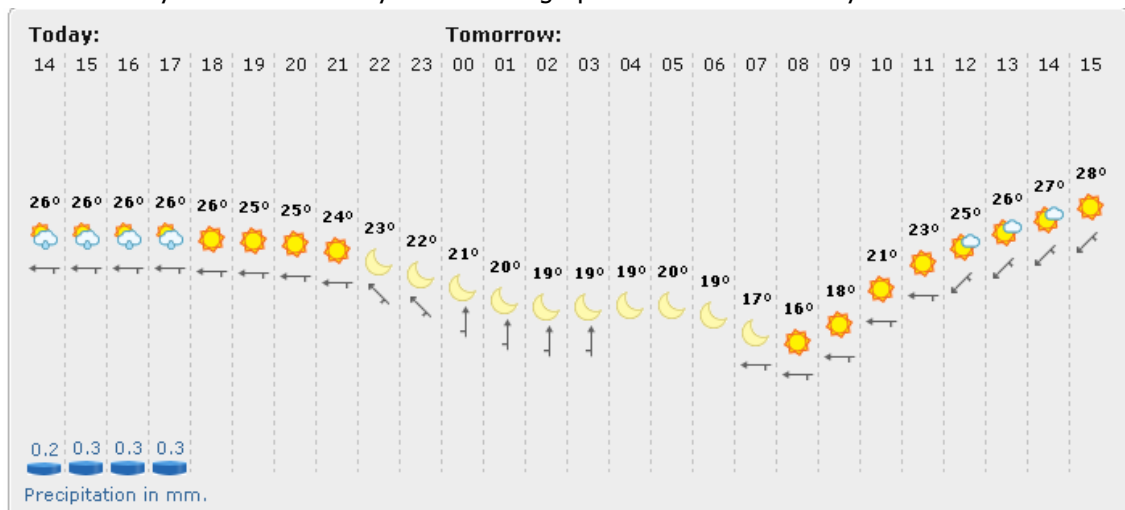 Today: Tomorrow:
14 15 16 17 18 19 20 21 22 23 00 01 02 03 04 05 06 07 08 09 10 11 12 13 14 15
26° 26° 26° 26° 26° 25° 25° 24° 23° 22° 21° 20° 19° 19° 19° 20° 19° 17° 16° 18° 21° 23° 25° 26° 27° 28°
0.2 0.3 0.3 0.3
Precipitation in mm.